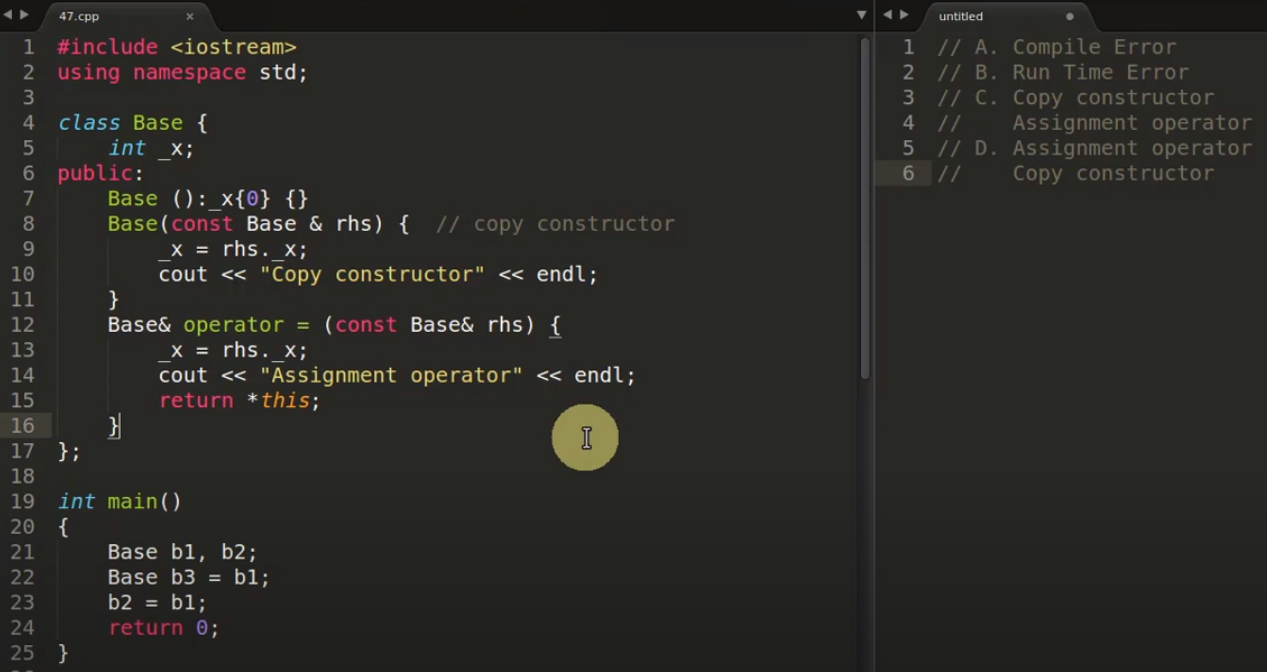 47.cpp
1 #include <iostream>
2 using namespace std;
3
4 class Base {
5     int _x;
6 public:
7     Base ():_x{0} {}
8     Base(const Base & rhs) {  // copy constructor
9         _x = rhs._x;
10         cout << "Copy constructor" << endl;
11     }
12     Base& operator = (const Base& rhs) {
13         _x = rhs._x;
14         cout << "Assignment operator" << endl;
15         return *this;
16     }
17 };
18
19 int main()
20 {
21     Base b1, b2;
22     Base b3 = b1;
23     b2 = b1;
24     return 0;
25 }
untitled
1 // A. Compile Error
2 // B. Run Time Error
3 // C. Copy constructor
4 //    Assignment operator
5 // D. Assignment operator
6 //    Copy constructor